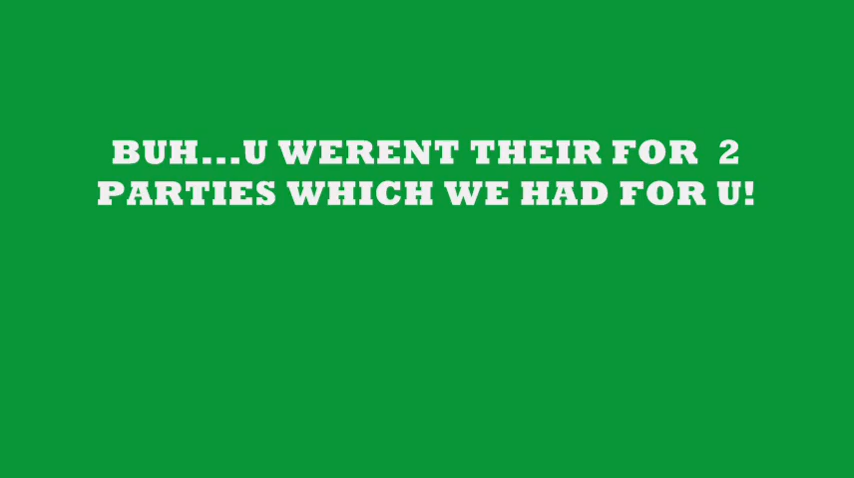 BUH...U WERENT THEIR FOR  2
PARTIES WHICH WE HAD FOR U!